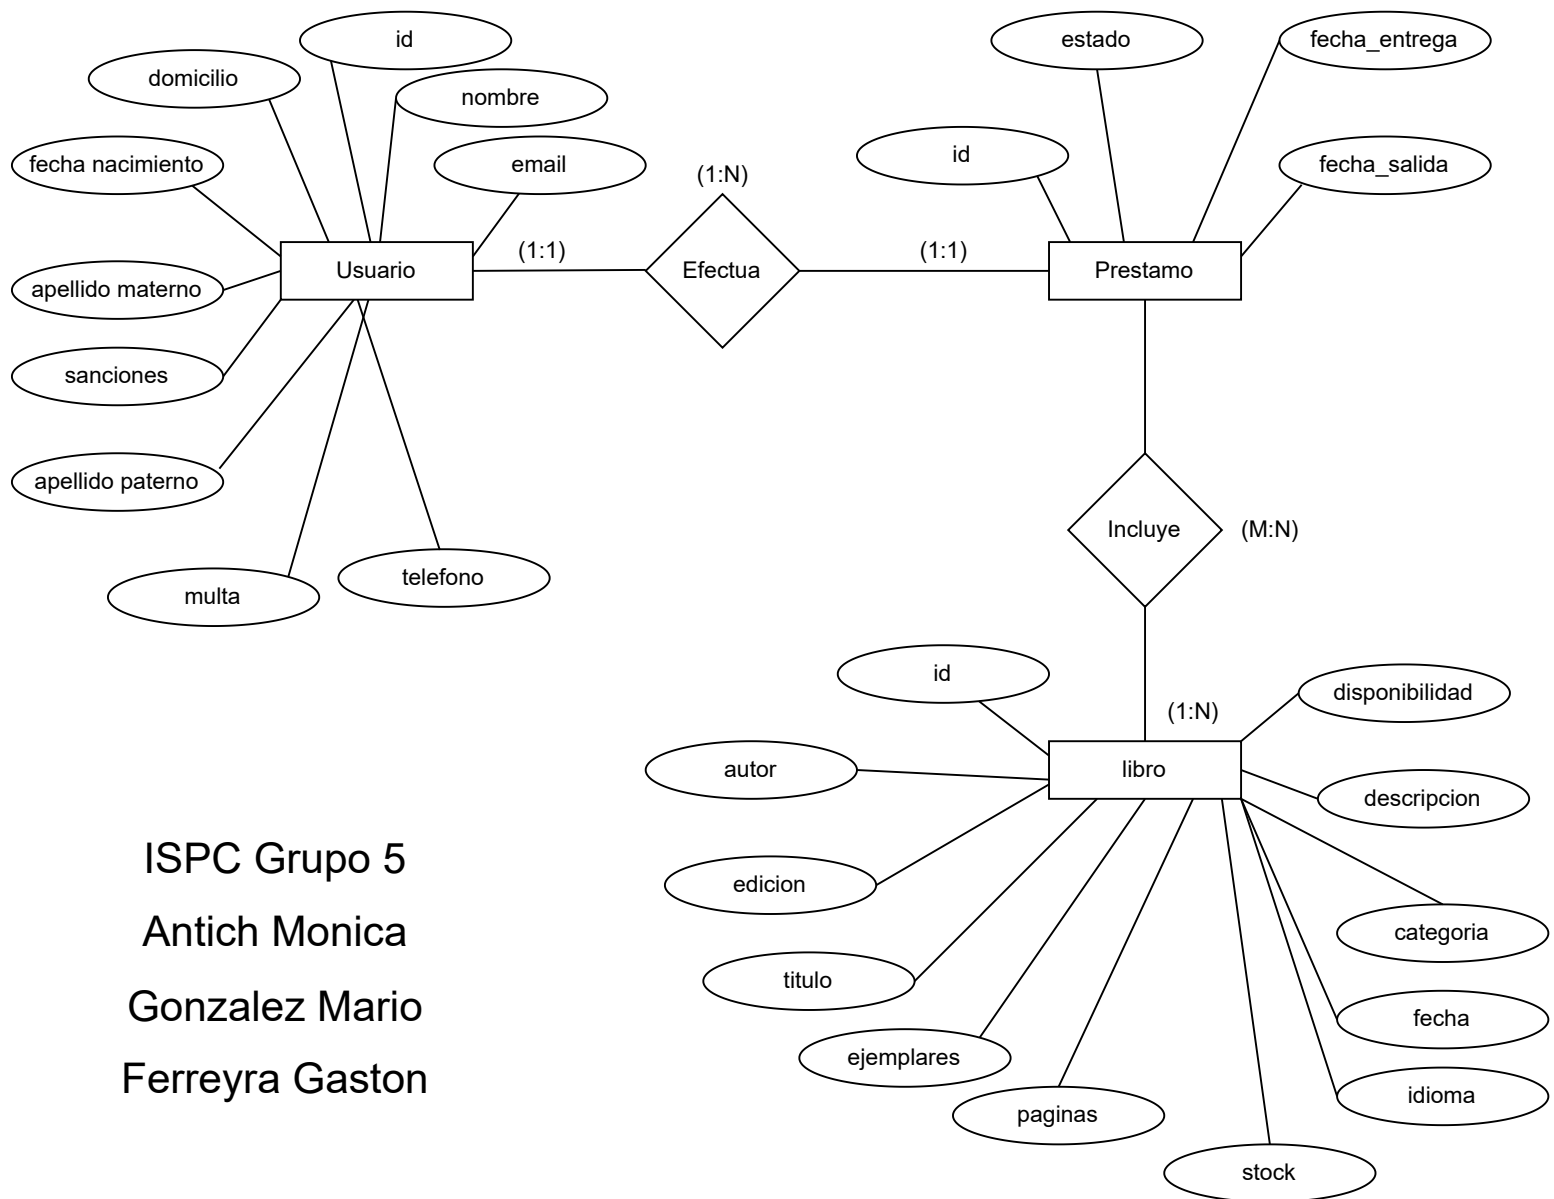 id
estado
fecha_entrega
domicilio
nombre
id
email
fecha_salida
fecha nacimiento
(1:N)
(1:1)
(1:1)
Usuario
Efectua
Prestamo
apellido materno
sanciones
apellido paterno
Incluye
(M:N)
telefono
multa
id
disponibilidad
(1:N)
autor
libro
descripcion
ISPC Grupo 5
edicion
Antich Monica
categoria
titulo
Gonzalez Mario
fecha
ejemplares
Ferreyra Gaston
idioma
paginas
stock